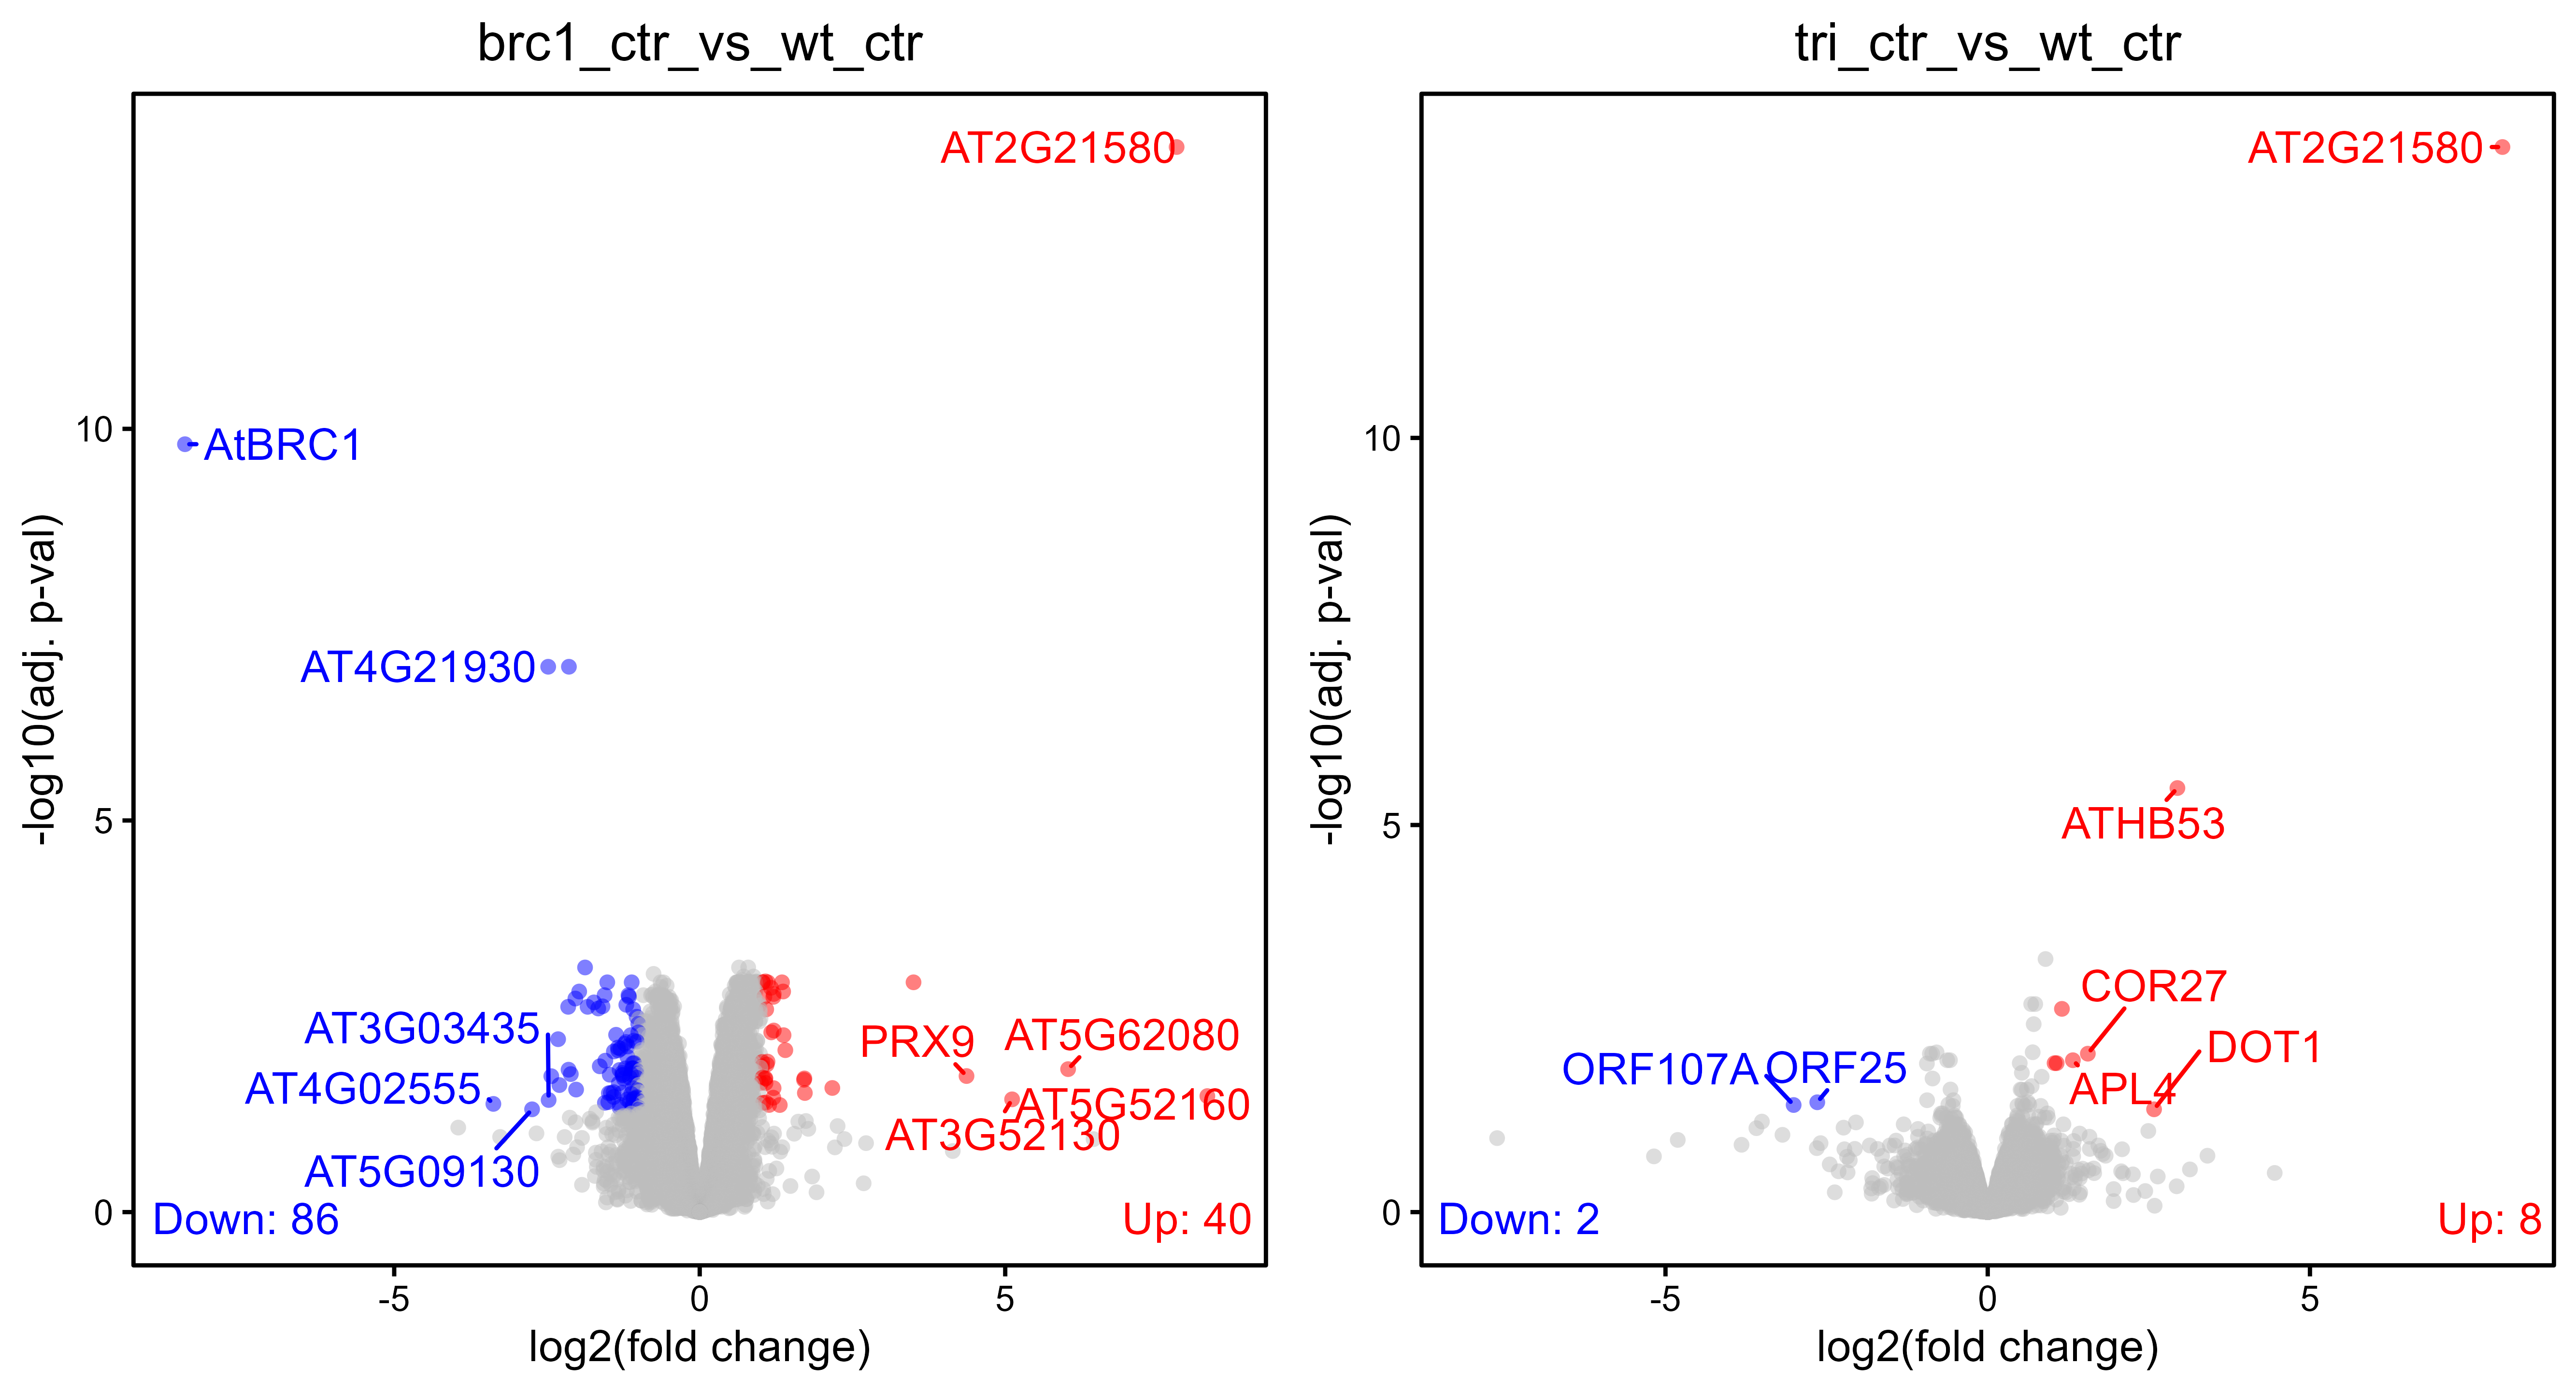 brc1_ctr_vs_wt_ctr
AT2G21580
10
AtBRC1
AT4G21930
-log10(adj. p-val)
5
AT3G03435
PRX9
AT5G62080
AT4G02555
AT5G52160
AT3G52130
AT5G09130
0
Down: 86
Up: 40
-5
0
5
log2(fold change)
tri_ctr_vs_wt_ctr
AT2G21580
10
-log10(adj. p-val)
5
ATHB53
COR27
DOT1
ORF107A
ORF25
APL4
0
Down: 2
Up: 8
-5
0
5
log2(fold change)